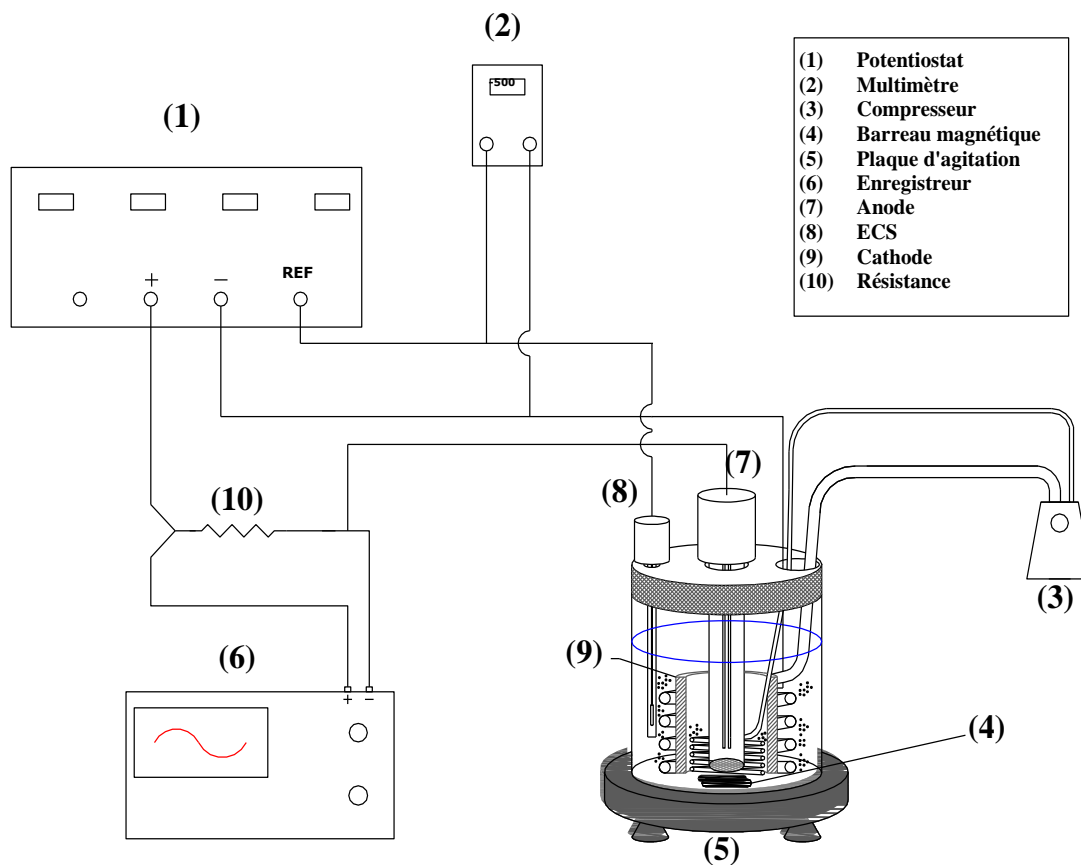 (2)
-500
(1)
+
−
REF
(1) Potentiostat
(2) Multimètre
(3) Compresseur
(4) Barreau magnétique
(5) Plaque d'agitation
(6) Enregistreur
(7) Anode
(8) ECS
(9) Cathode
(10) Résistance
(7)
(8)
(10)
(3)
(9)
(6)
+ −
(4)
(5)